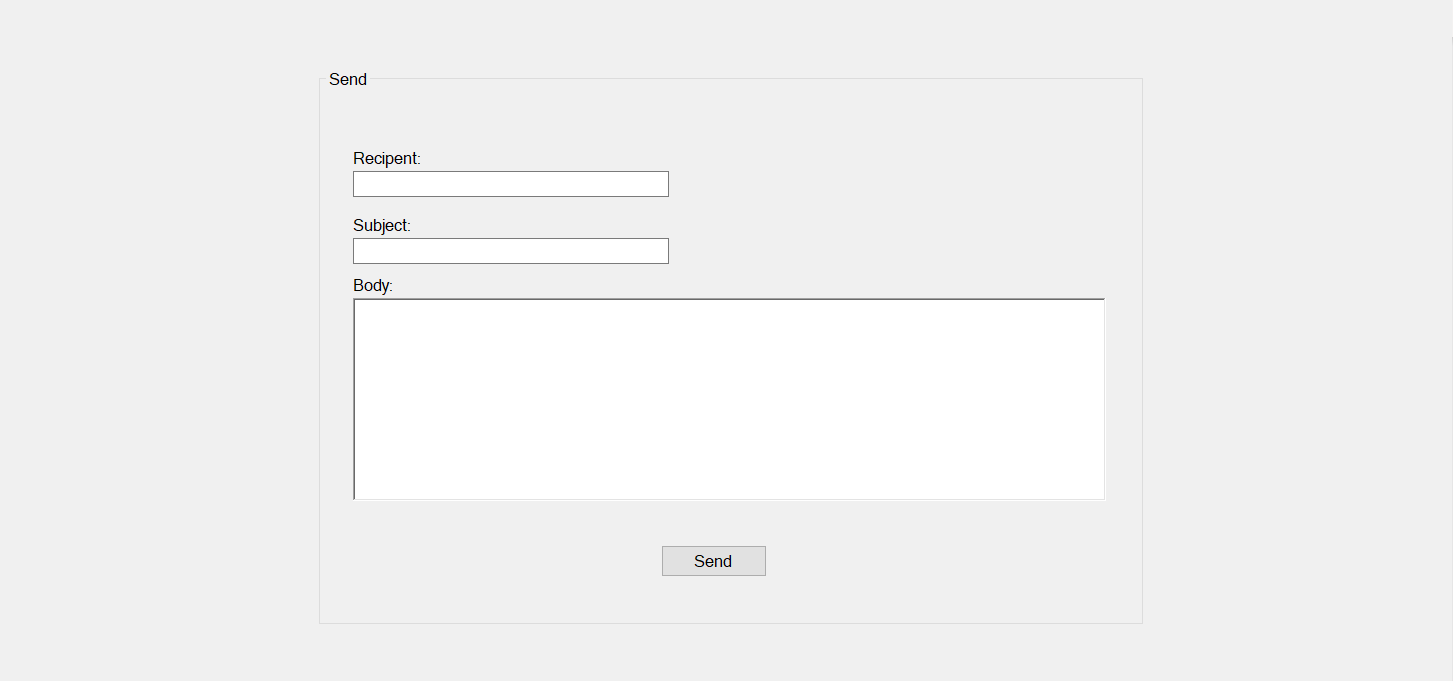 Send
Recipent:
Subject:
Body:
Send